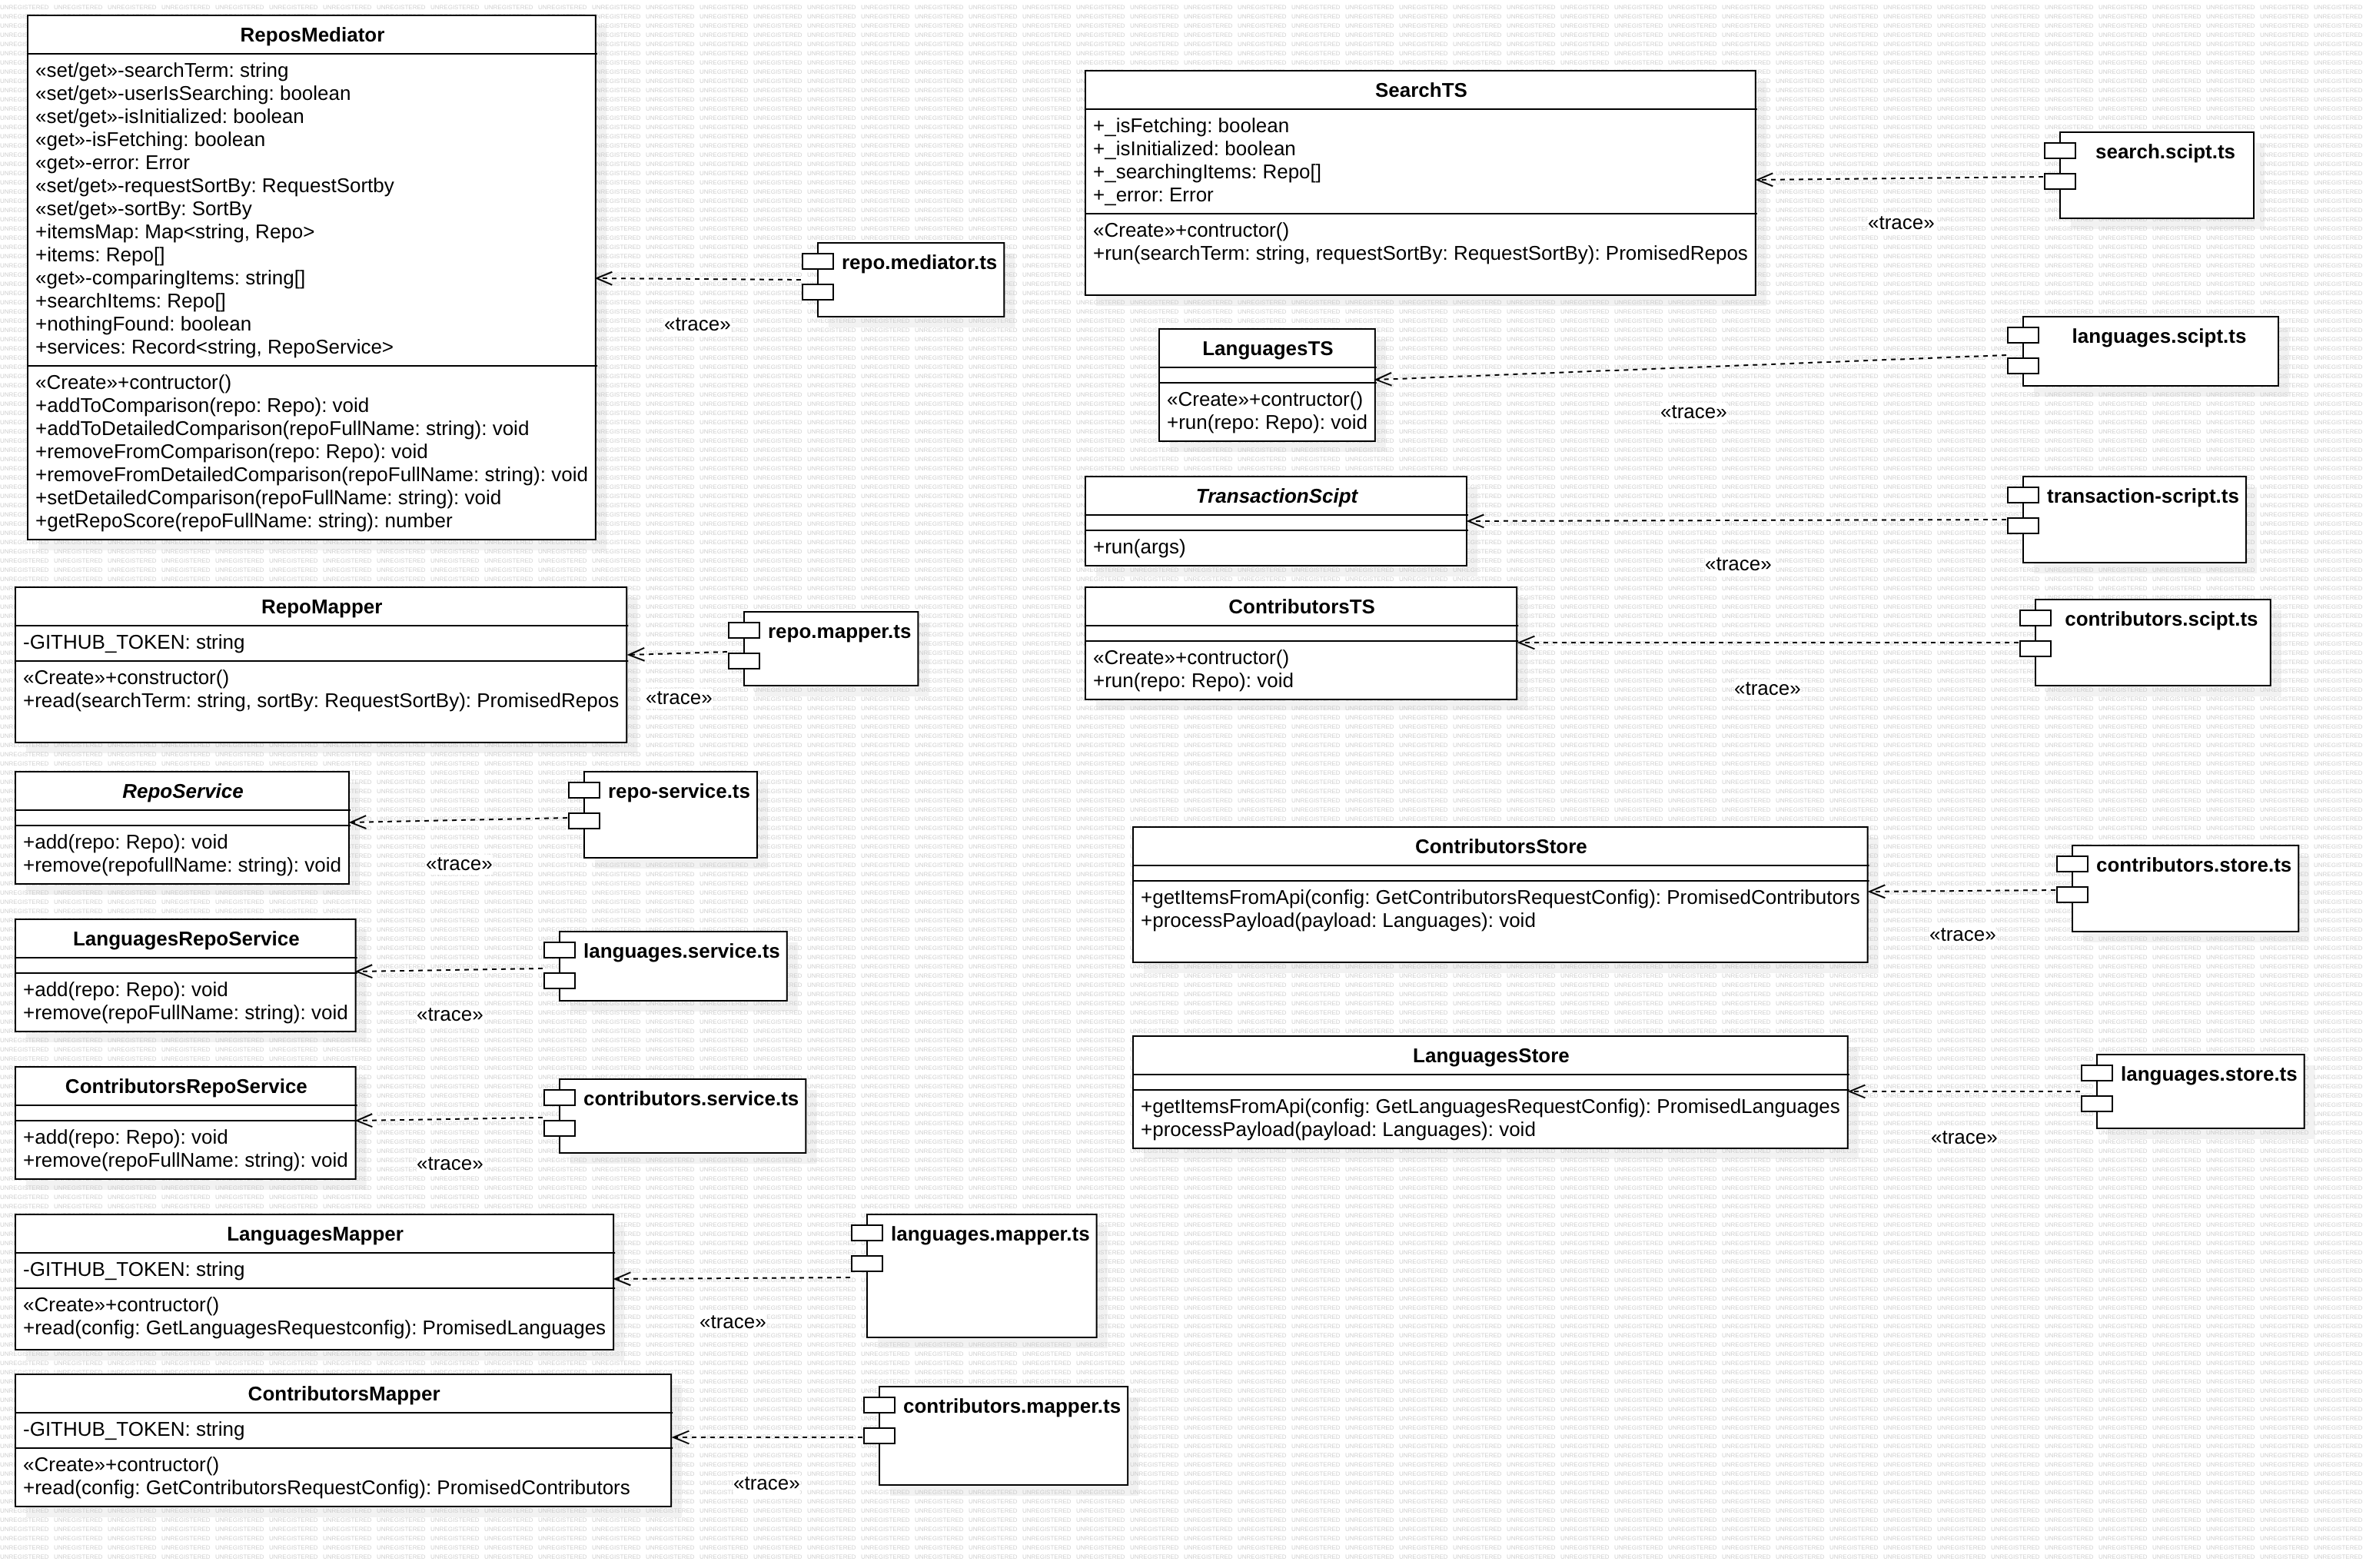 ReposMediator
«set/get»-searchTerm: string
«set/get»-userIsSearching: boolean
«set/get»-isInitialized: boolean
«get»-isFetching: boolean
«get»-error: Error
«set/get»-requestSortBy: RequestSortby
«set/get»-sortBy: SortBy
+itemsMap: Map<string, Repo>
+items: Repo[]
«get»-comparingItems: string[]
+searchItems: Repo[]
+nothingFound: boolean
+services: Record<string, RepoService>
«Create»+contructor()
+addToComparison(repo: Repo): void
+addToDetailedComparison(repoFullName: string): void
+removeFromComparison(repo: Repo): void
+removeFromDetailedComparison(repoFullName: string): void
+setDetailedComparison(repoFullName: string): void
+getRepoScore(repoFullName: string): number
«trace»
repo.mediator.ts
RepoMapper
-GITHUB_TOKEN: string
«Create»+constructor()
+read(searchTerm: string, sortBy: RequestSortBy): PromisedRepos
«trace»
repo.mapper.ts
RepoService
+add(repo: Repo): void
+remove(repofullName: string): void
«trace»
repo-service.ts
LanguagesRepoService
+add(repo: Repo): void
+remove(repoFullName: string): void
«trace»
languages.service.ts
ContributorsRepoService
+add(repo: Repo): void
+remove(repoFullName: string): void
«trace»
contributors.service.ts
LanguagesMapper
-GITHUB_TOKEN: string
«Create»+contructor()
+read(config: GetLanguagesRequestconfig): PromisedLanguages
«trace»
languages.mapper.ts
ContributorsMapper
-GITHUB_TOKEN: string
«Create»+contructor()
+read(config: GetContributorsRequestConfig): PromisedContributors
«trace»
contributors.mapper.ts
SearchTS
+_isFetching: boolean
+_isInitialized: boolean
+_searchingItems: Repo[]
+_error: Error
«Create»+contructor()
+run(searchTerm: string, requestSortBy: RequestSortBy): PromisedRepos
«trace»
search.scipt.ts
LanguagesTS
«Create»+contructor()
+run(repo: Repo): void
«trace»
languages.scipt.ts
TransactionScipt
+run(args)
«trace»
transaction-script.ts
ContributorsTS
«Create»+contructor()
+run(repo: Repo): void
«trace»
contributors.scipt.ts
ContributorsStore
+getItemsFromApi(config: GetContributorsRequestConfig): PromisedContributors
+processPayload(payload: Languages): void
«trace»
contributors.store.ts
LanguagesStore
+getItemsFromApi(config: GetLanguagesRequestConfig): PromisedLanguages
+processPayload(payload: Languages): void
«trace»
languages.store.ts
UNREGISTERED